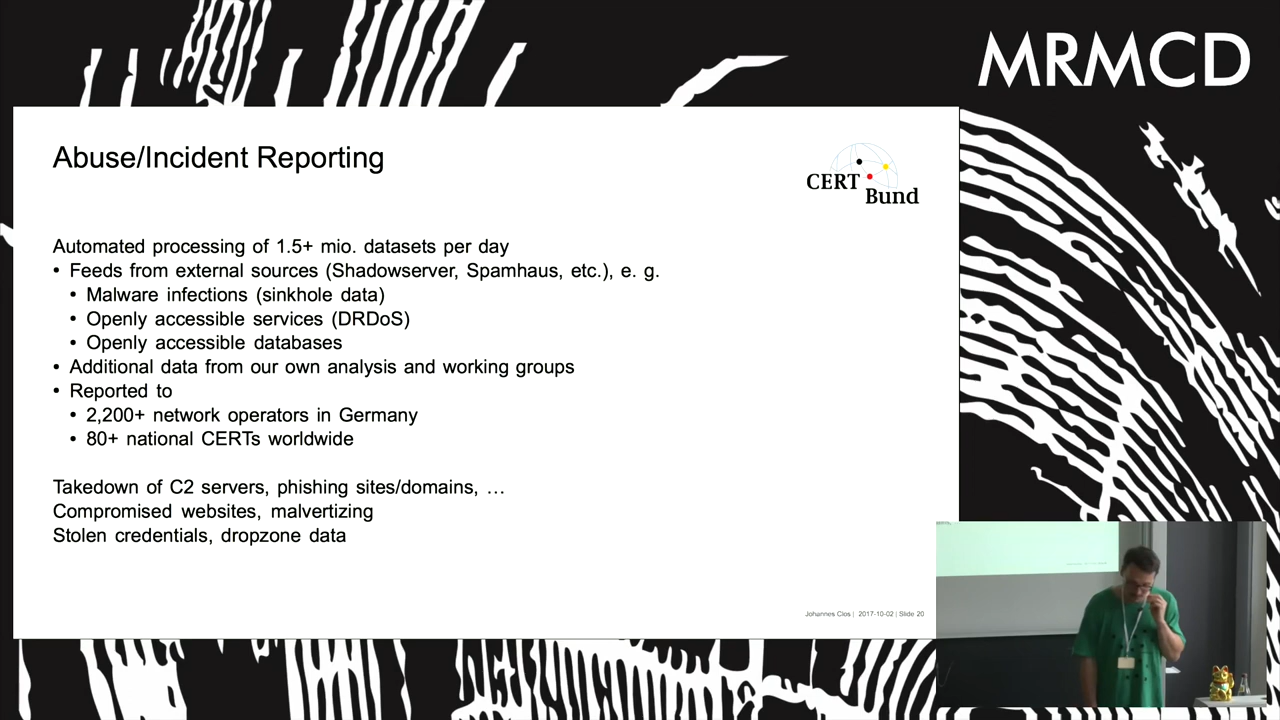 MRMCD
Abuse/Incident Reporting
CERT
Bund
Automated processing of 1.5+ mio. datasets per day
• Feeds from external sources (Shadowserver, Spamhaus, etc.), e. g.
• Malware infections (sinkhole data)
• Openly accessible services (DRDoS)
• Openly accessible databases
• Additional data from our own analysis and working groups
• Reported to
• 2,200+ network operators in Germany
• 80+ national CERTs worldwide
Takedown of C2 servers, phishing sites/domains, …
Compromised websites, malvertizing
Stolen credentials, dropzone data
Johannes Clos | 2017-10-02 | Slide 20